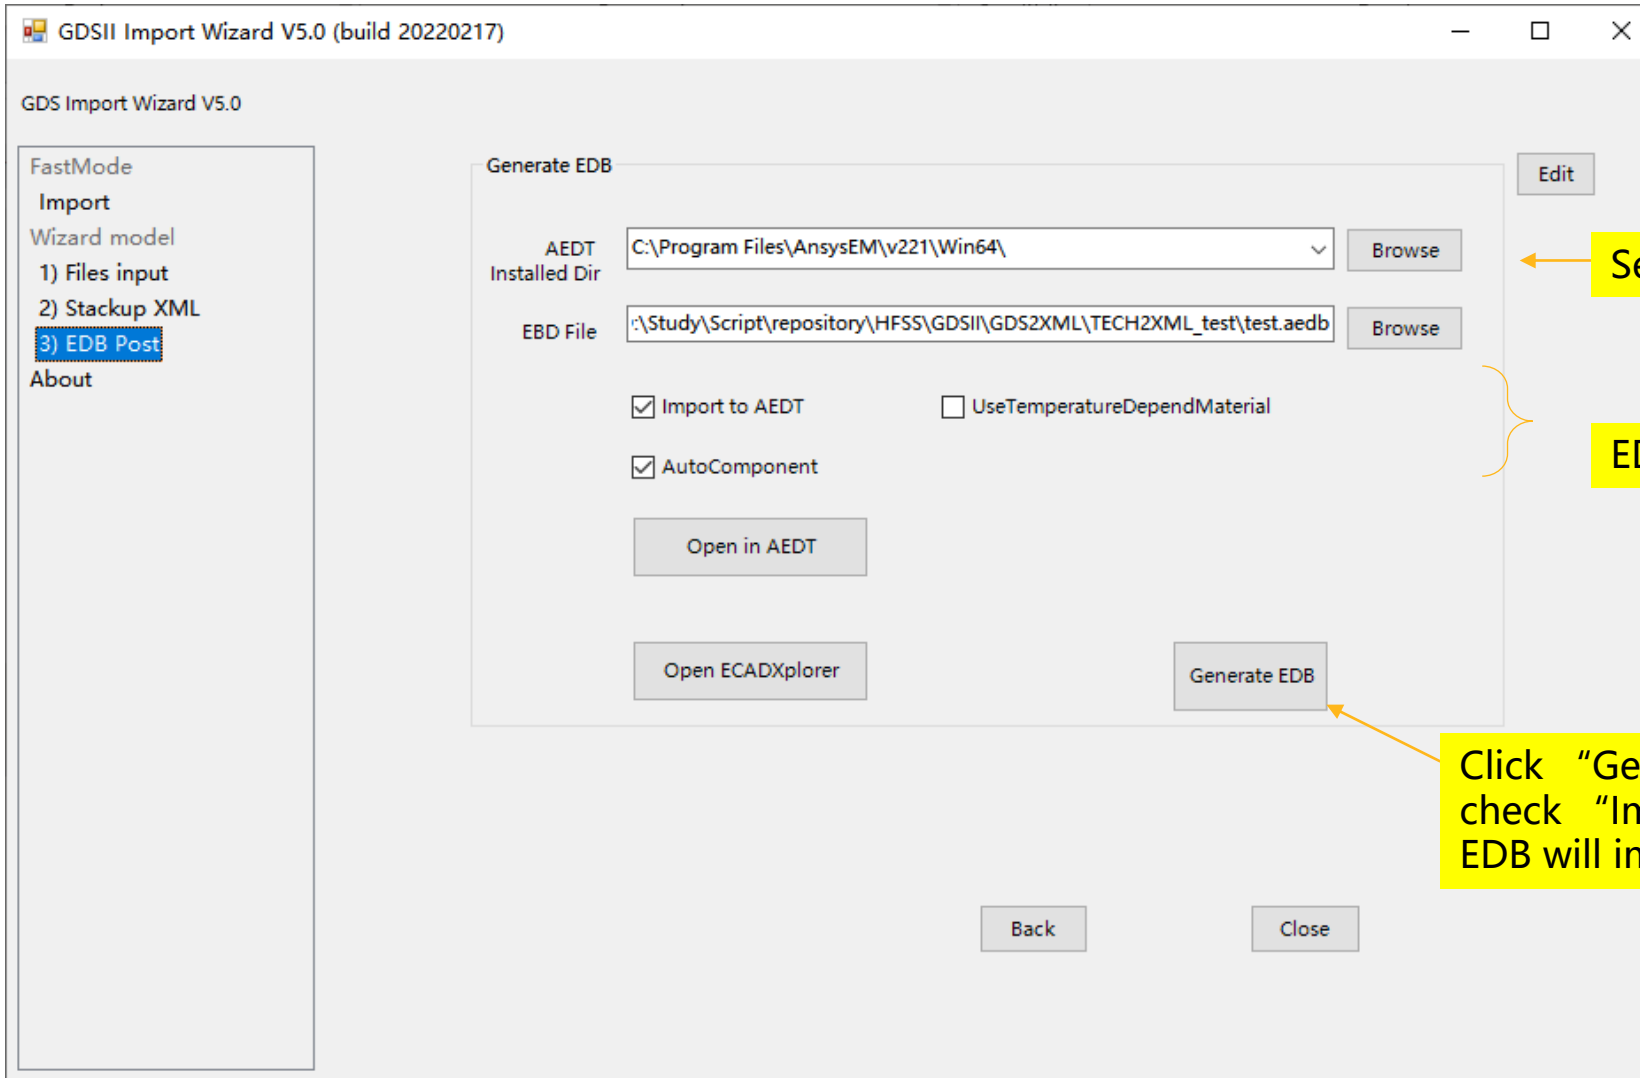 GDSII Import Wizard V5.0 (build 20220217)
GDS Import Wizard V5.0
FastMode
Import
Wizard model
1) Files input
2) Stackup XML
3) EDB Post
About
Generate EDB
Edit
AEDT
Installed Dir
C:\Program Files\AnsysEM\v221\Win64\
Browse
EBD File
:\Study\Script\repository\HFSS\GDSII\GDS2XML\TECH2XML_test\test.aedb
Browse
Import to AEDT
UseTemperatureDependMaterial
AutoComponent
Open in AEDT
Open ECADXplorer
Generate EDB
Click “Ge
check “
EDB will
Back
Close